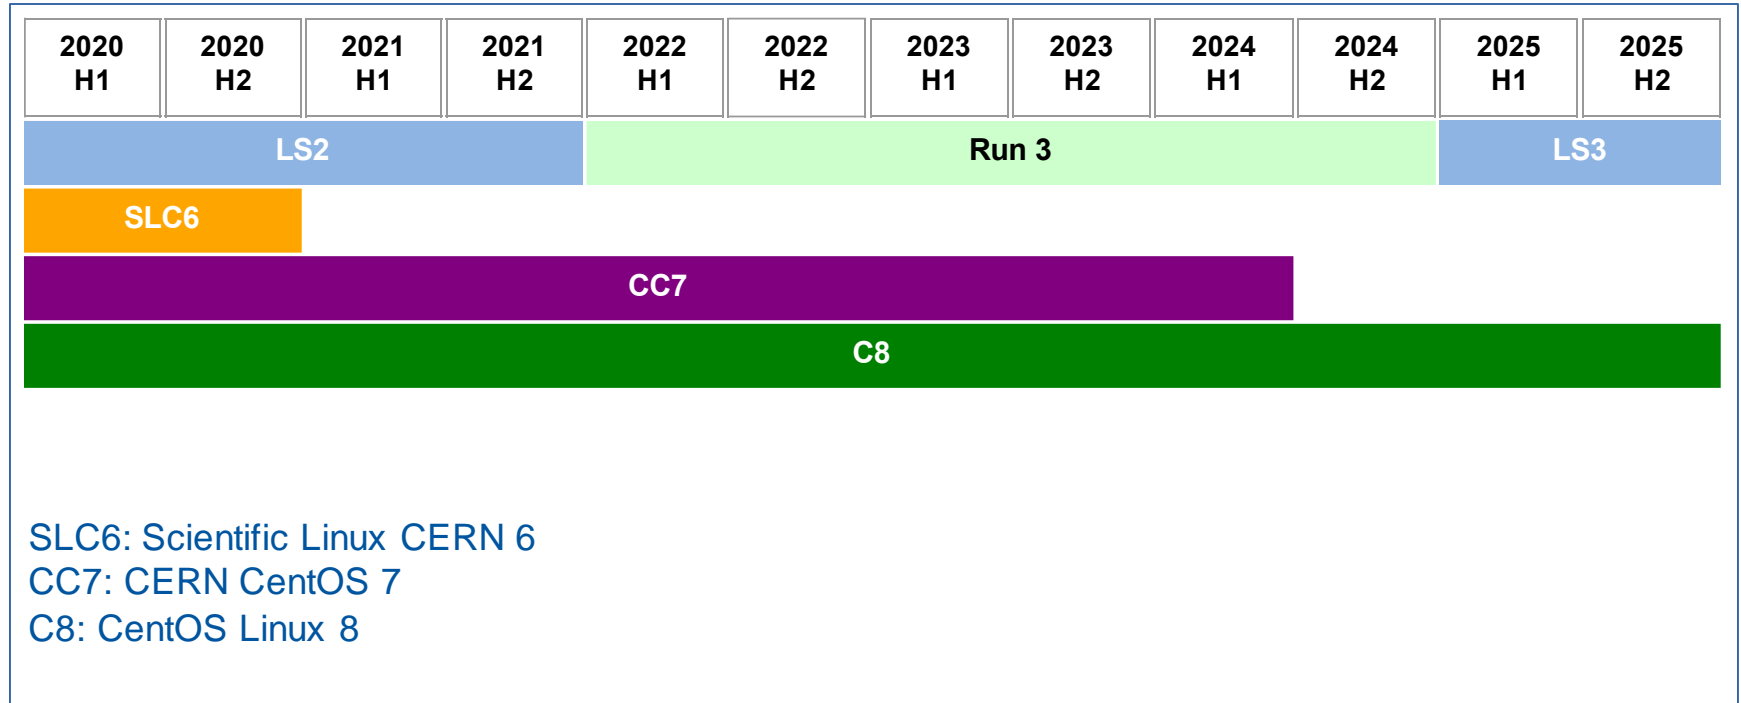 2020 2020 2021 2021 2022 2022 2023 2023 2024 2024 2025 2025
H1 H2 H1 H2 H1 H2 H1 H2 H1 H2 H1 H2
LS2 Run 3 LS3
SLC6
CC7
C8
SLC6: Scientific Linux CERN 6
CC7: CERN CentOS 7
C8: CentOS Linux 8